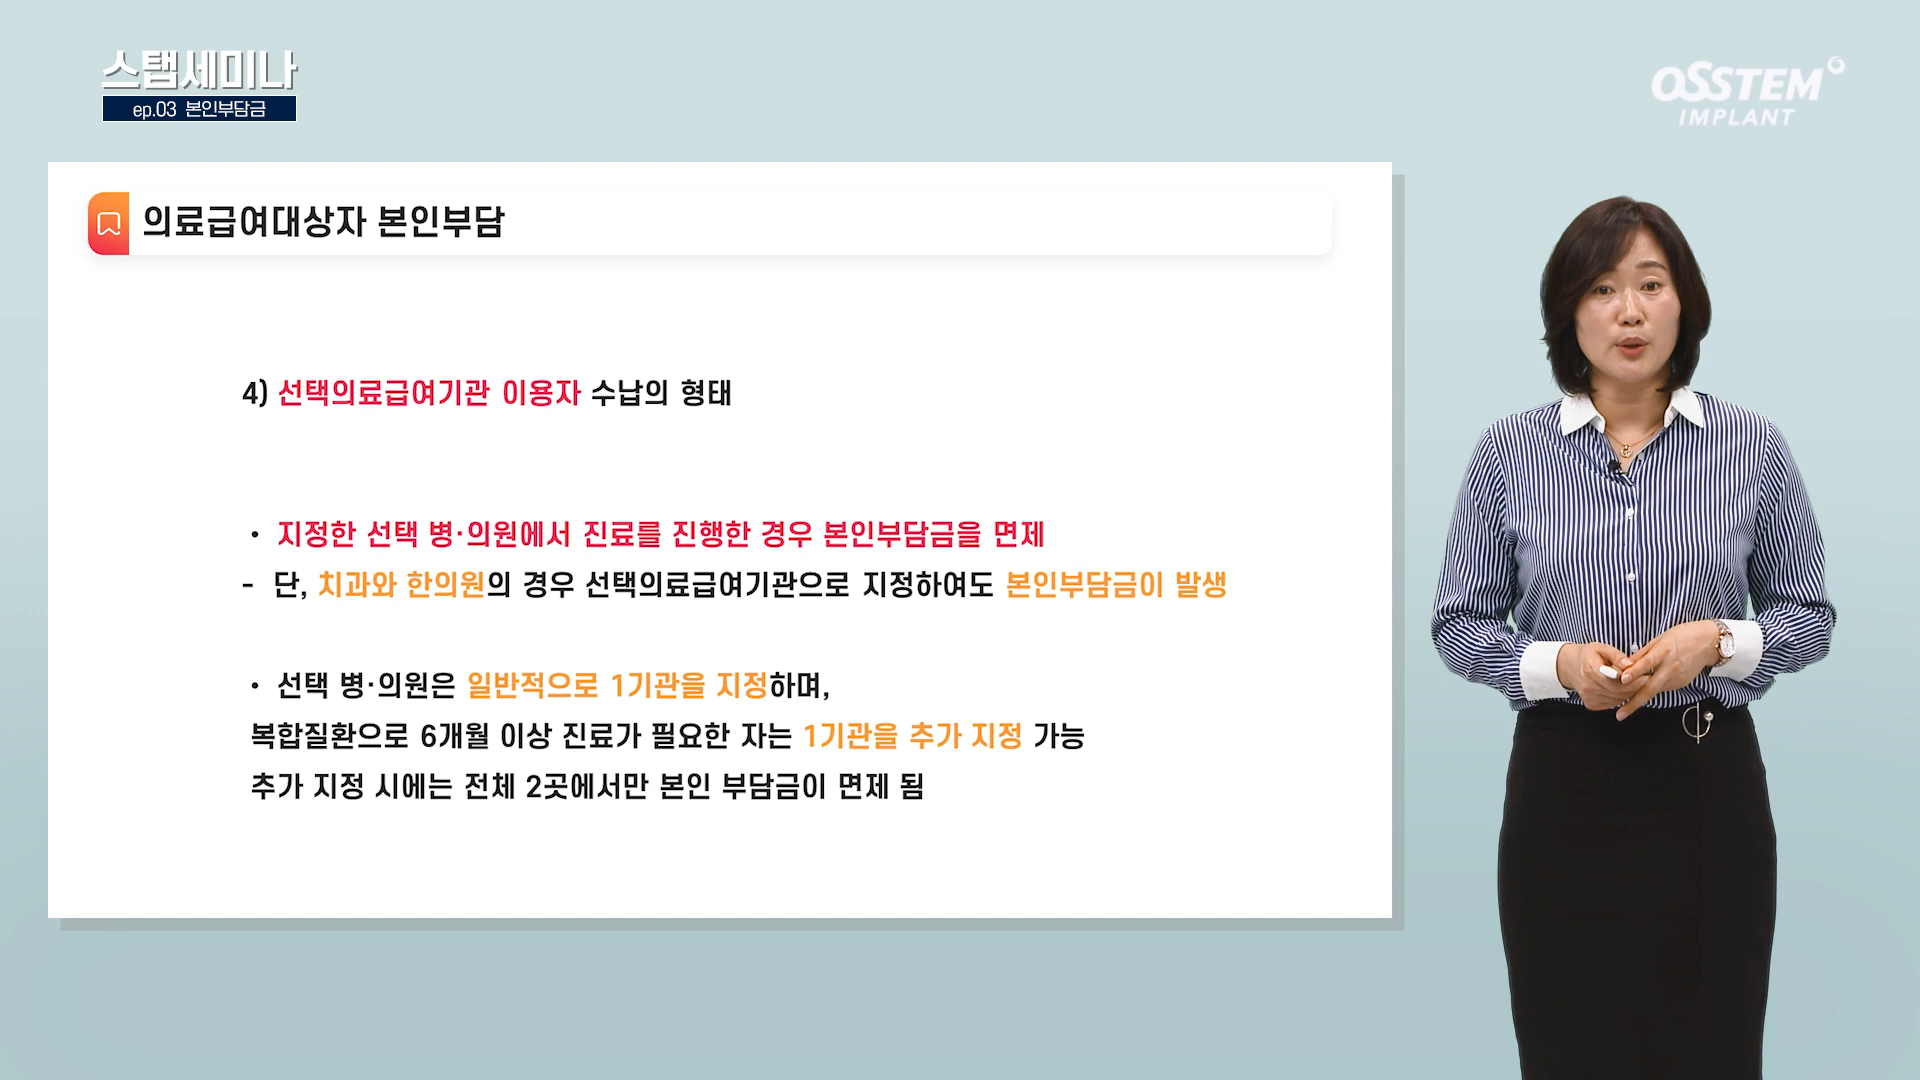 스탭세미나
ep.03 본인부담금
OSSTEM
IMPLANT
의료급여대상자 본인부담
4) 선택의료급여기관 이용자 수납의 형태
• 지정한 선택 병·의원에서 진료를 진행한 경우 본인부담금을 면제
- 단, 치과와 한의원의 경우 선택의료급여기관으로 지정하여도 본인부담금이 발생
• 선택 병·의원은 일반적으로 1기관을 지정하며,
복합질환으로 6개월 이상 진료가 필요한 자는 1기관을 추가 지정 가능
추가 지정 시에는 전체 2곳에서만 본인 부담금이 면제 됨